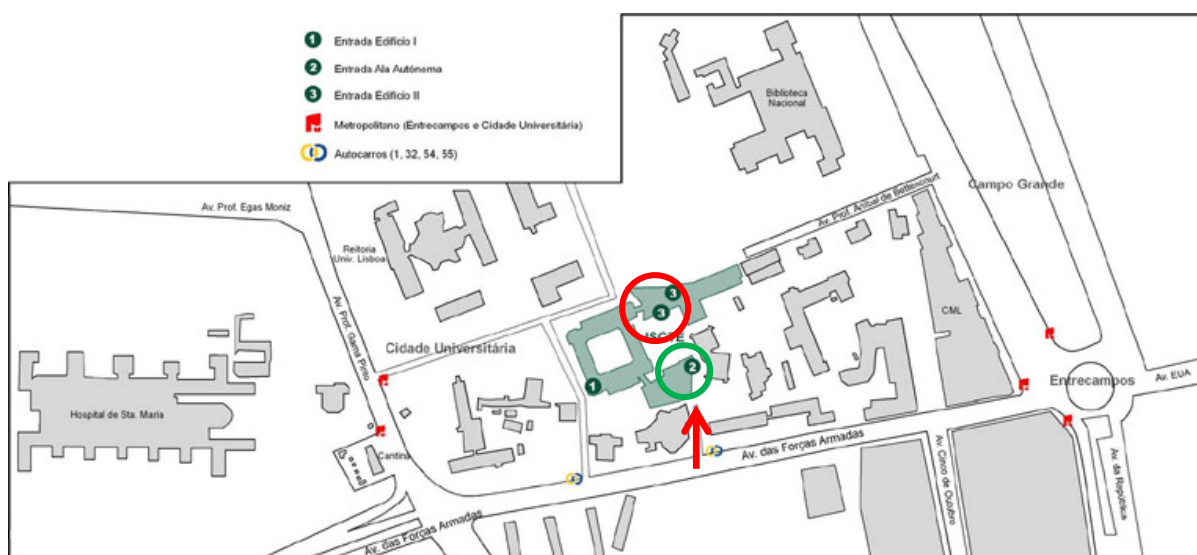 1 Entrada Edifício I
2 Entrada Ala Autónoma
3 Entrada Edifício II
Metropolitano (Entrecampos e Cidade Universitária)
Autocarros (1, 32, 54, 55)
Biblioteca
Nacional
Campo Grande
Av. Prof. Aníbal de Bettencourt
Av. Prof. Egas Moniz
Reitoria
Univ. Lisboa
Av. Prof. Gama Pinto
3
3
ISCTE
CML
Cidade Universitária
2
1
Entrecampos
Av. EUA
Hospital de Sta. Maria
Cantina
Av. das Forças Armadas
Av. das Forças Armadas
Av. Cinco de Outubro
Av. da República